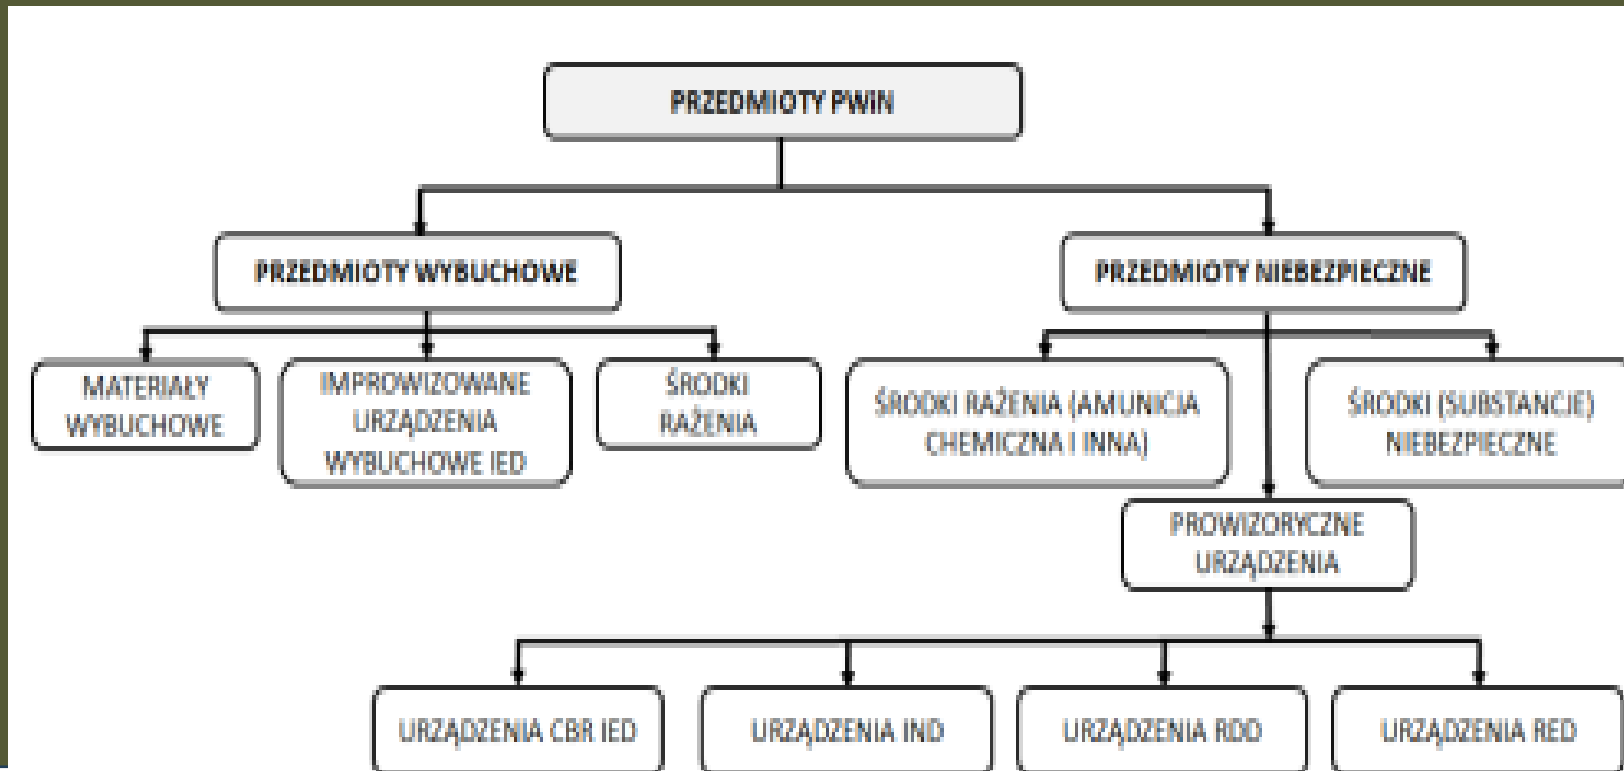 PRZEDMIOTY PWiN
PRZEDMIOTY WYBUCHOWE
PRZEDMIOTY NIEBEZPIECZNE
MATERIAŁY
WYBUCHOWE
IMPROWIZOWANE
URZĄDZENIA
WYBUCHOWE IED
ŚRODKI
RAŻENIA
ŚRODKI RAŻENIA (AMUNICJA
CHEMICZNA I INNA)
ŚRODKI (SUBSTANCJE)
NIEBEZPIECZNE
PROWIZORYCZNE
URZĄDZENIA
URZĄDZENIA CBR IED
URZĄDZENIA IND
URZĄDZENIA RDD
URZĄDZENIA RED